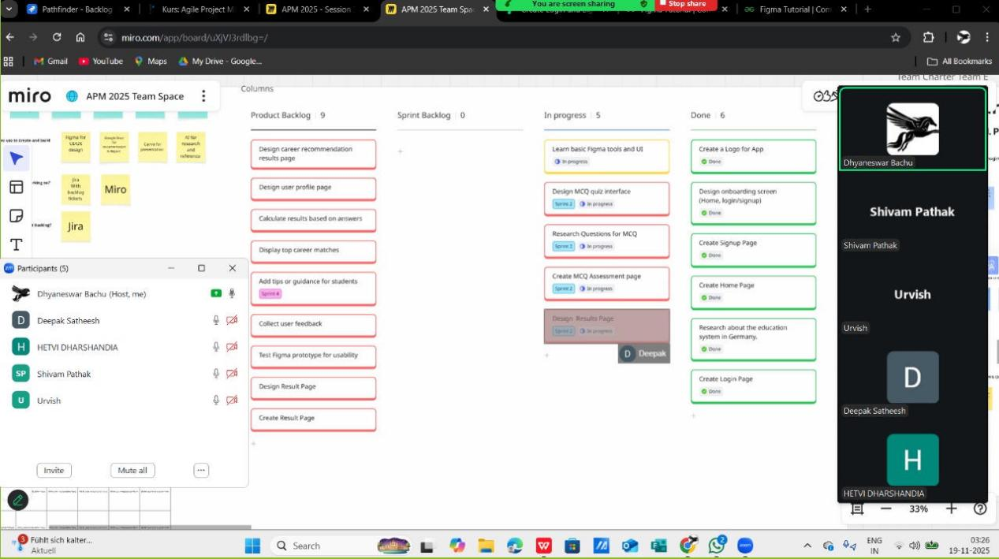 Pathfinder - Backlog
Kurs: Agile Project M
APM 2025 - Session
APM 2025 Team Spac
You are screen sharing
Stop share
Figma Tutorial | Com
miro.com/app/board/uXjVJ3rdlbg=/
Gmail
YouTube
Maps
My Drive - Google...
All Bookmarks
miro
APM 2025 Team Space
Columns
Team Charter Team E
Figma for
UI/UX
design
Canva for
presentation
AI for
research
and
reference
Jira
With
backlog
tickets
Miro
Jira
Product Backlog | 9
Design career recommendation
results page
Design user profile page
Calculate results based on answers
Display top career matches
Add tips or guidance for students
Sprint 4
Collect user feedback
Test Figma prototype for usability
Design Result Page
Create Result Page
Sprint Backlog | 0
In progress | 5
Learn basic Figma tools and UI
In progress
Design MCQ quiz interface
Sprint 2 In progress
Research Questions for MCQ
Sprint 2 In progress
Create MCQ Assessment page
Sprint 2 In progress
Design Results Page
Sprint 2 In progress
D Deepak
Done | 6
Create a Logo for App
Done
Design onboarding screen
(Home, login/signup)
Done
Create Signup Page
Done
Create Home Page
Done
Research about the education
system in Germany.
Done
Create Login Page
Done
Participants (5)
Dhyaneswar Bachu (Host, me)
D Deepak Satheesh
H HETVI DHARSHANDIA
SP Shivam Pathak
U Urvish
Invite
Mute all
Dhyaneswar Bachu
Shivam Pathak
Shivam Pathak
Urvish
Urvish
D
Deepak Satheesh
H
HETVI DHARSHANDIA
33%
3
Fühlt sich kalter...
Aktuell
Search
2
ENG
IN
03:26
19-11-2025